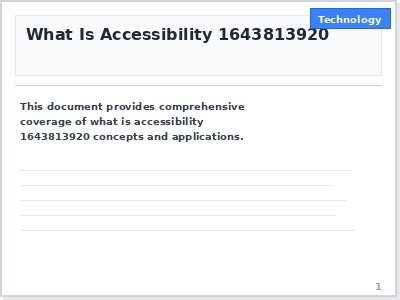 Technology
What Is Accessibility 1643813920
This document provides comprehensive
coverage of what is accessibility
1643813920 concepts and applications.
1